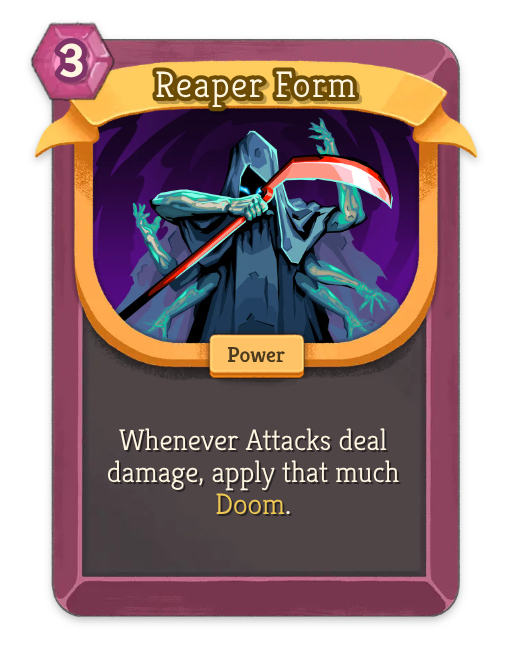 3
Reaper Form
Power
Whenever Attacks deal
damage, apply that much
Doom.